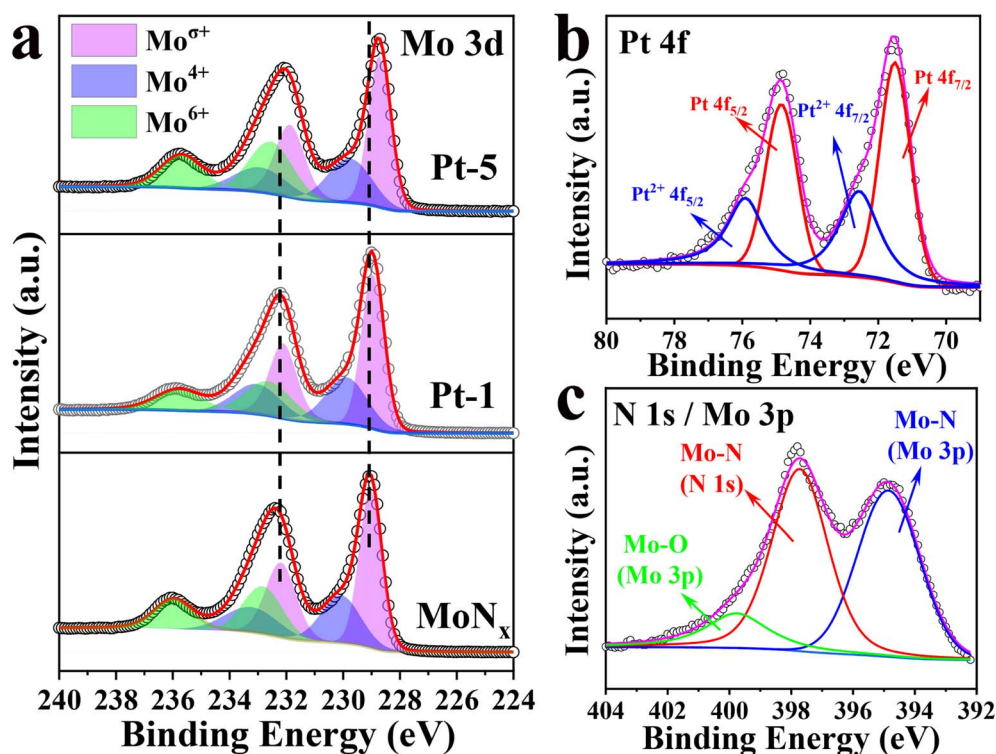 a
Mo 3d
Mo^σ+
Mo^4+
Mo^6+
Pt-5
Pt-1
MoN_x
Intensity (a.u.)
240 238 236 234 232 230 228 226 224
Binding Energy (eV)
b
Pt 4f
Pt 4f_5/2
Pt^2+ 4f_7/2
Pt 4f_7/2
Pt^2+ 4f_5/2
Intensity (a.u.)
80 78 76 74 72 70
Binding Energy (eV)
c
N 1s / Mo 3p
Mo-N
(N 1s)
Mo-N
(Mo 3p)
Mo-O
(Mo 3p)
Intensity (a.u.)
404 402 400 398 396 394 392
Binding Energy (eV)